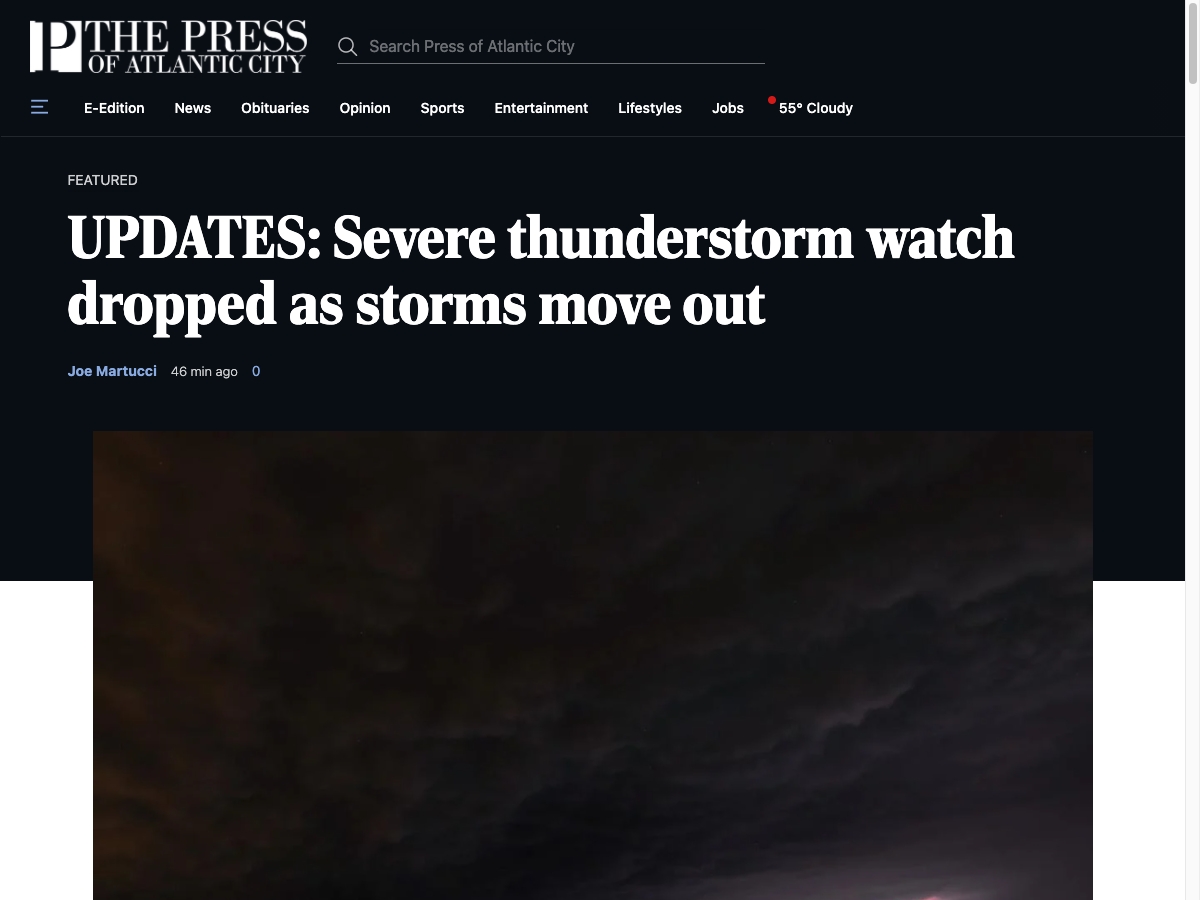 THE PRESS
OF ATLANTIC CITY
Search Press of Atlantic City
E-Edition News Obituaries Opinion Sports Entertainment Lifestyles Jobs 55° Cloudy
FEATURED
UPDATES: Severe thunderstorm watch
dropped as storms move out
Joe Martucci 46 min ago 0